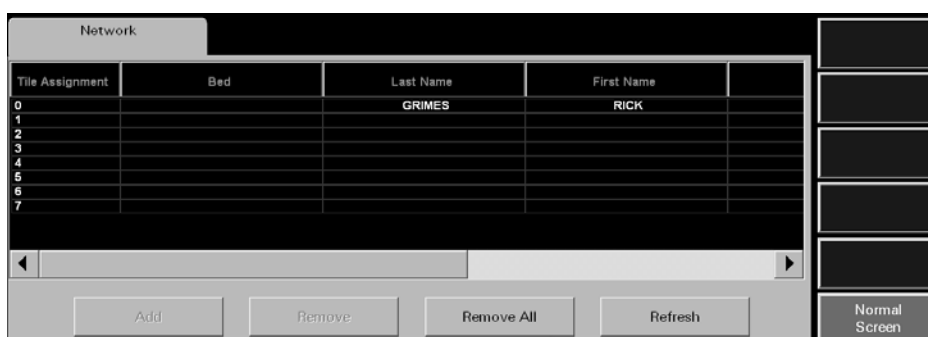 Network
Tile Assignment Bed Last Name First Name
0 GRIMES RICK
1
2
3
4
5
6
7
Add Remove Remove All Refresh
Normal
Screen